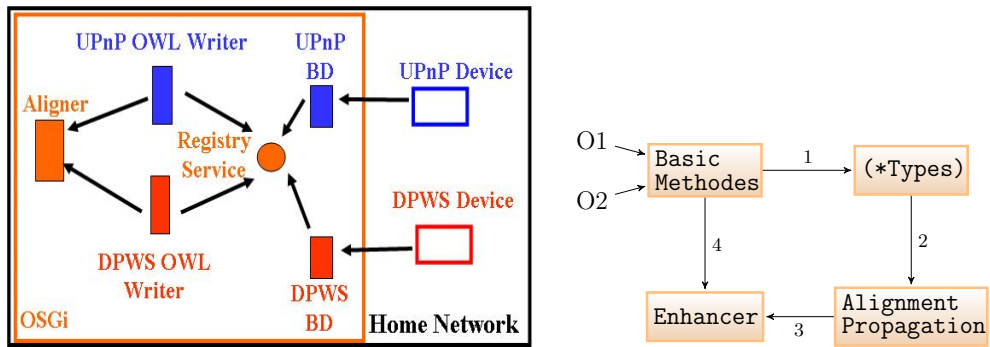 UPnP OWL Writer
UPnP
BD
UPnP Device
Aligner
Registry
Service
DPWS Device
DPWS OWL
Writer
DPWS
BD
OSGi
Home Network
O1
O2
Basic
Methodes
1
(*Types)
4
2
Enhancer
3
Alignment
Propagation